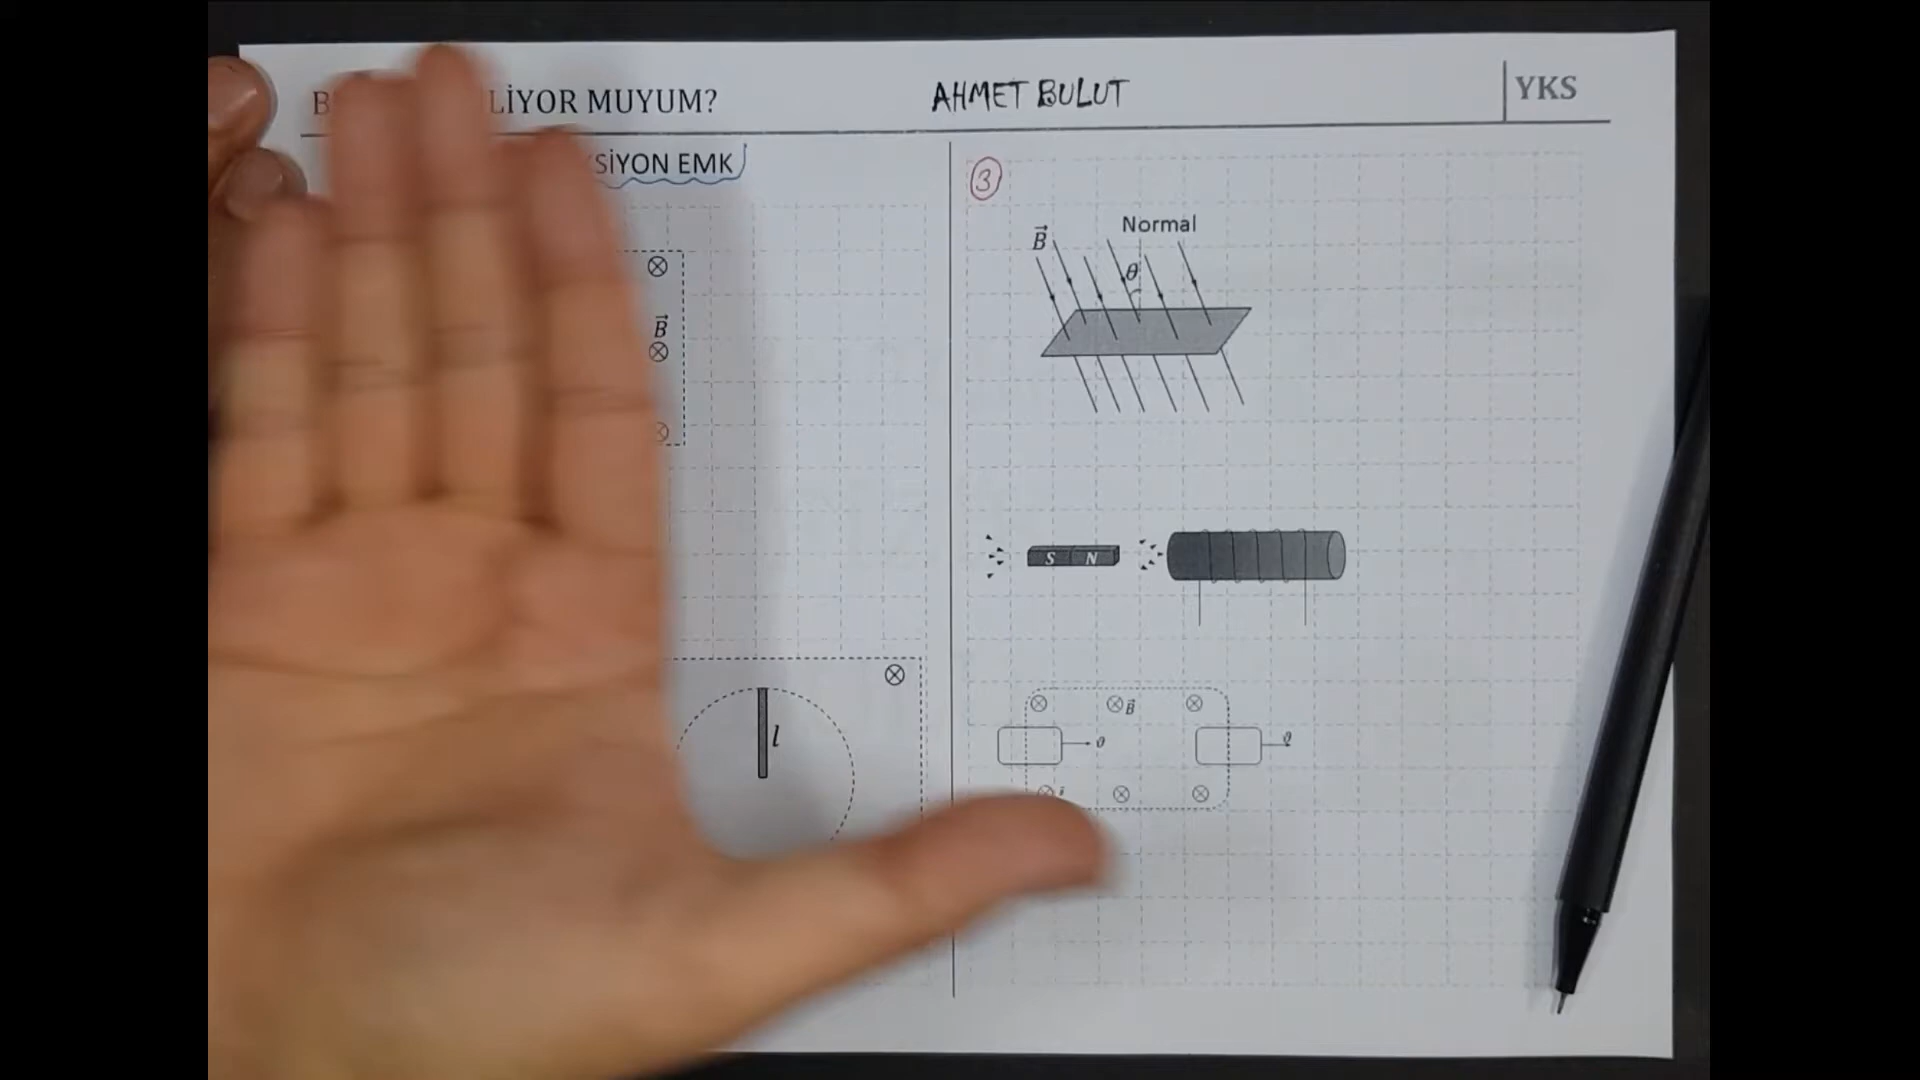 LİYOR MUYUM?
AHMET BULUT
YKS
SİYON EMK
B
l
3
B
Normal
θ
S N
B
ϑ
ϑ